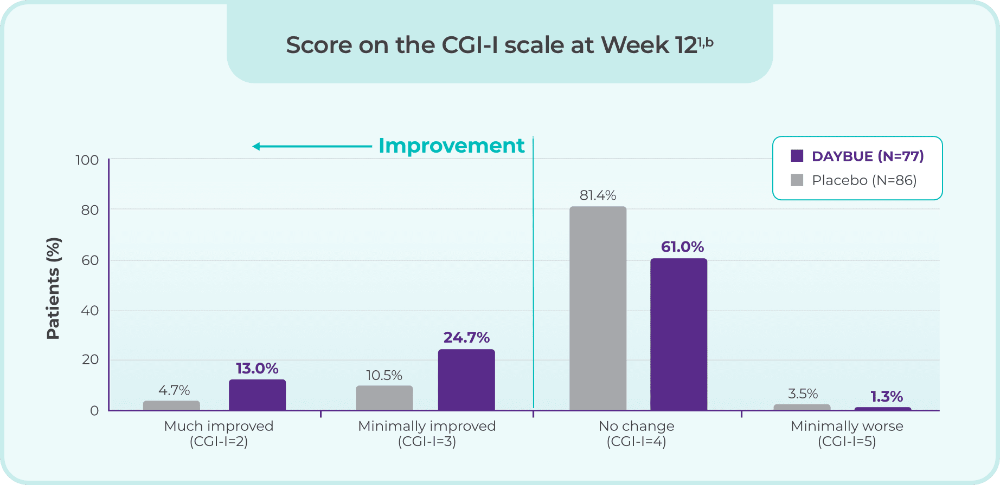 Score on the CGI-I scale at Week 12¹,ᵇ
Improvement
DAYBUE (N=77)
Placebo (N=86)
Patients (%)
100
80
60
40
20
0
4.7%
13.0%
10.5%
24.7%
81.4%
61.0%
3.5%
1.3%
Much improved
(CGI-I=2)
Minimally improved
(CGI-I=3)
No change
(CGI-I=4)
Minimally worse
(CGI-I=5)